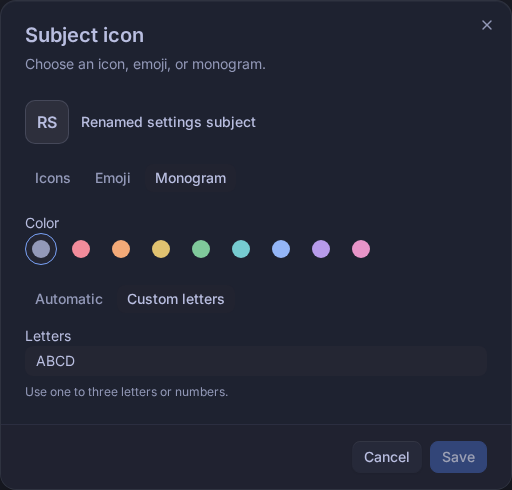 Subject icon
Choose an icon, emoji, or monogram.
RS Renamed settings subject
Icons Emoji Monogram
Color
Automatic Custom letters
Letters
ABCD
Use one to three letters or numbers.
Cancel Save